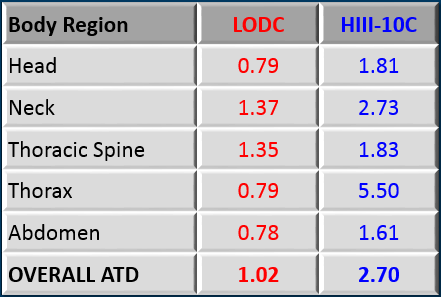 Body Region LODC HIII-10C
Head 0.79 1.81
Neck 1.37 2.73
Thoracic Spine 1.35 1.83
Thorax 0.79 5.50
Abdomen 0.78 1.61
OVERALL ATD 1.02 2.70